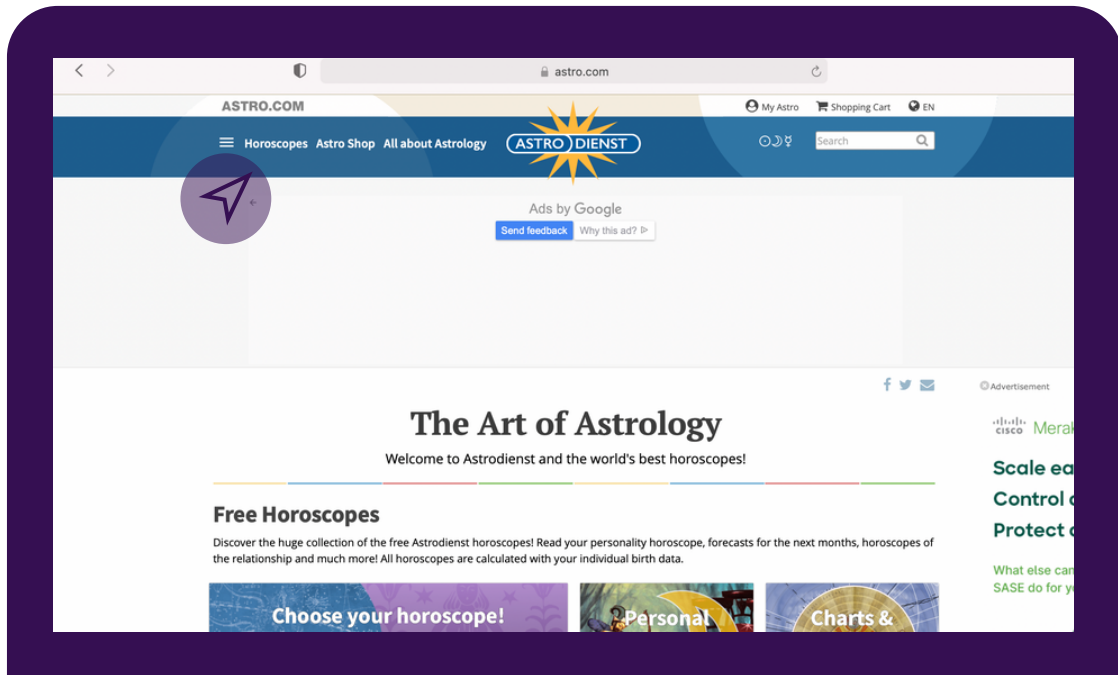 astro.com
ASTRO.COM
My Astro Shopping Cart EN
Horoscopes Astro Shop All about Astrology
ASTRO DIENST
Search
Ads by Google
Send feedback Why this ad?
Advertisement
The Art of Astrology
CISCO Merak
Welcome to Astrodienst and the world's best horoscopes!
Scale ea
Control
Protect
Free Horoscopes
Discover the huge collection of the free Astrodienst horoscopes! Read your personality horoscope, forecasts for the next months, horoscopes of
the relationship and much more! All horoscopes are calculated with your individual birth data.
What else can
SASE do for
Choose your horoscope!
Personal
Charts &